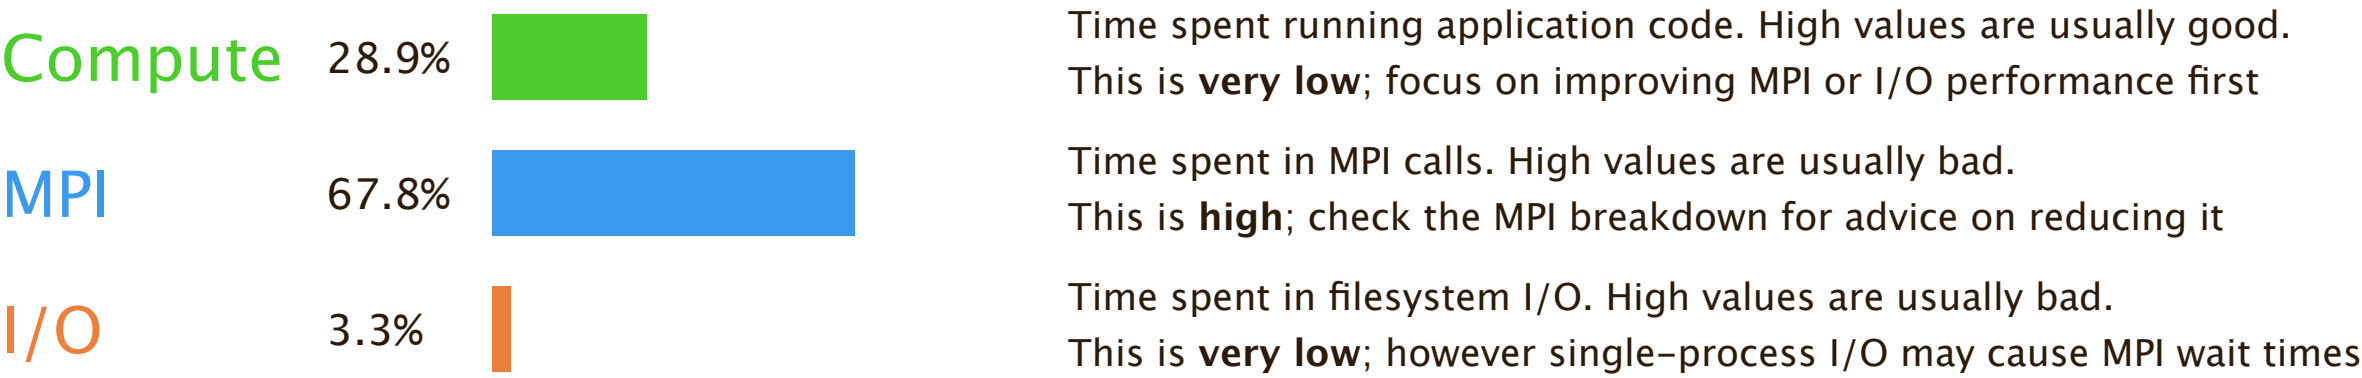 Compute 28.9% Time spent running application code. High values are usually good.
This is very low; focus on improving MPI or I/O performance first
MPI 67.8% Time spent in MPI calls. High values are usually bad.
This is high; check the MPI breakdown for advice on reducing it
I/O 3.3% Time spent in filesystem I/O. High values are usually bad.
This is very low; however single-process I/O may cause MPI wait times